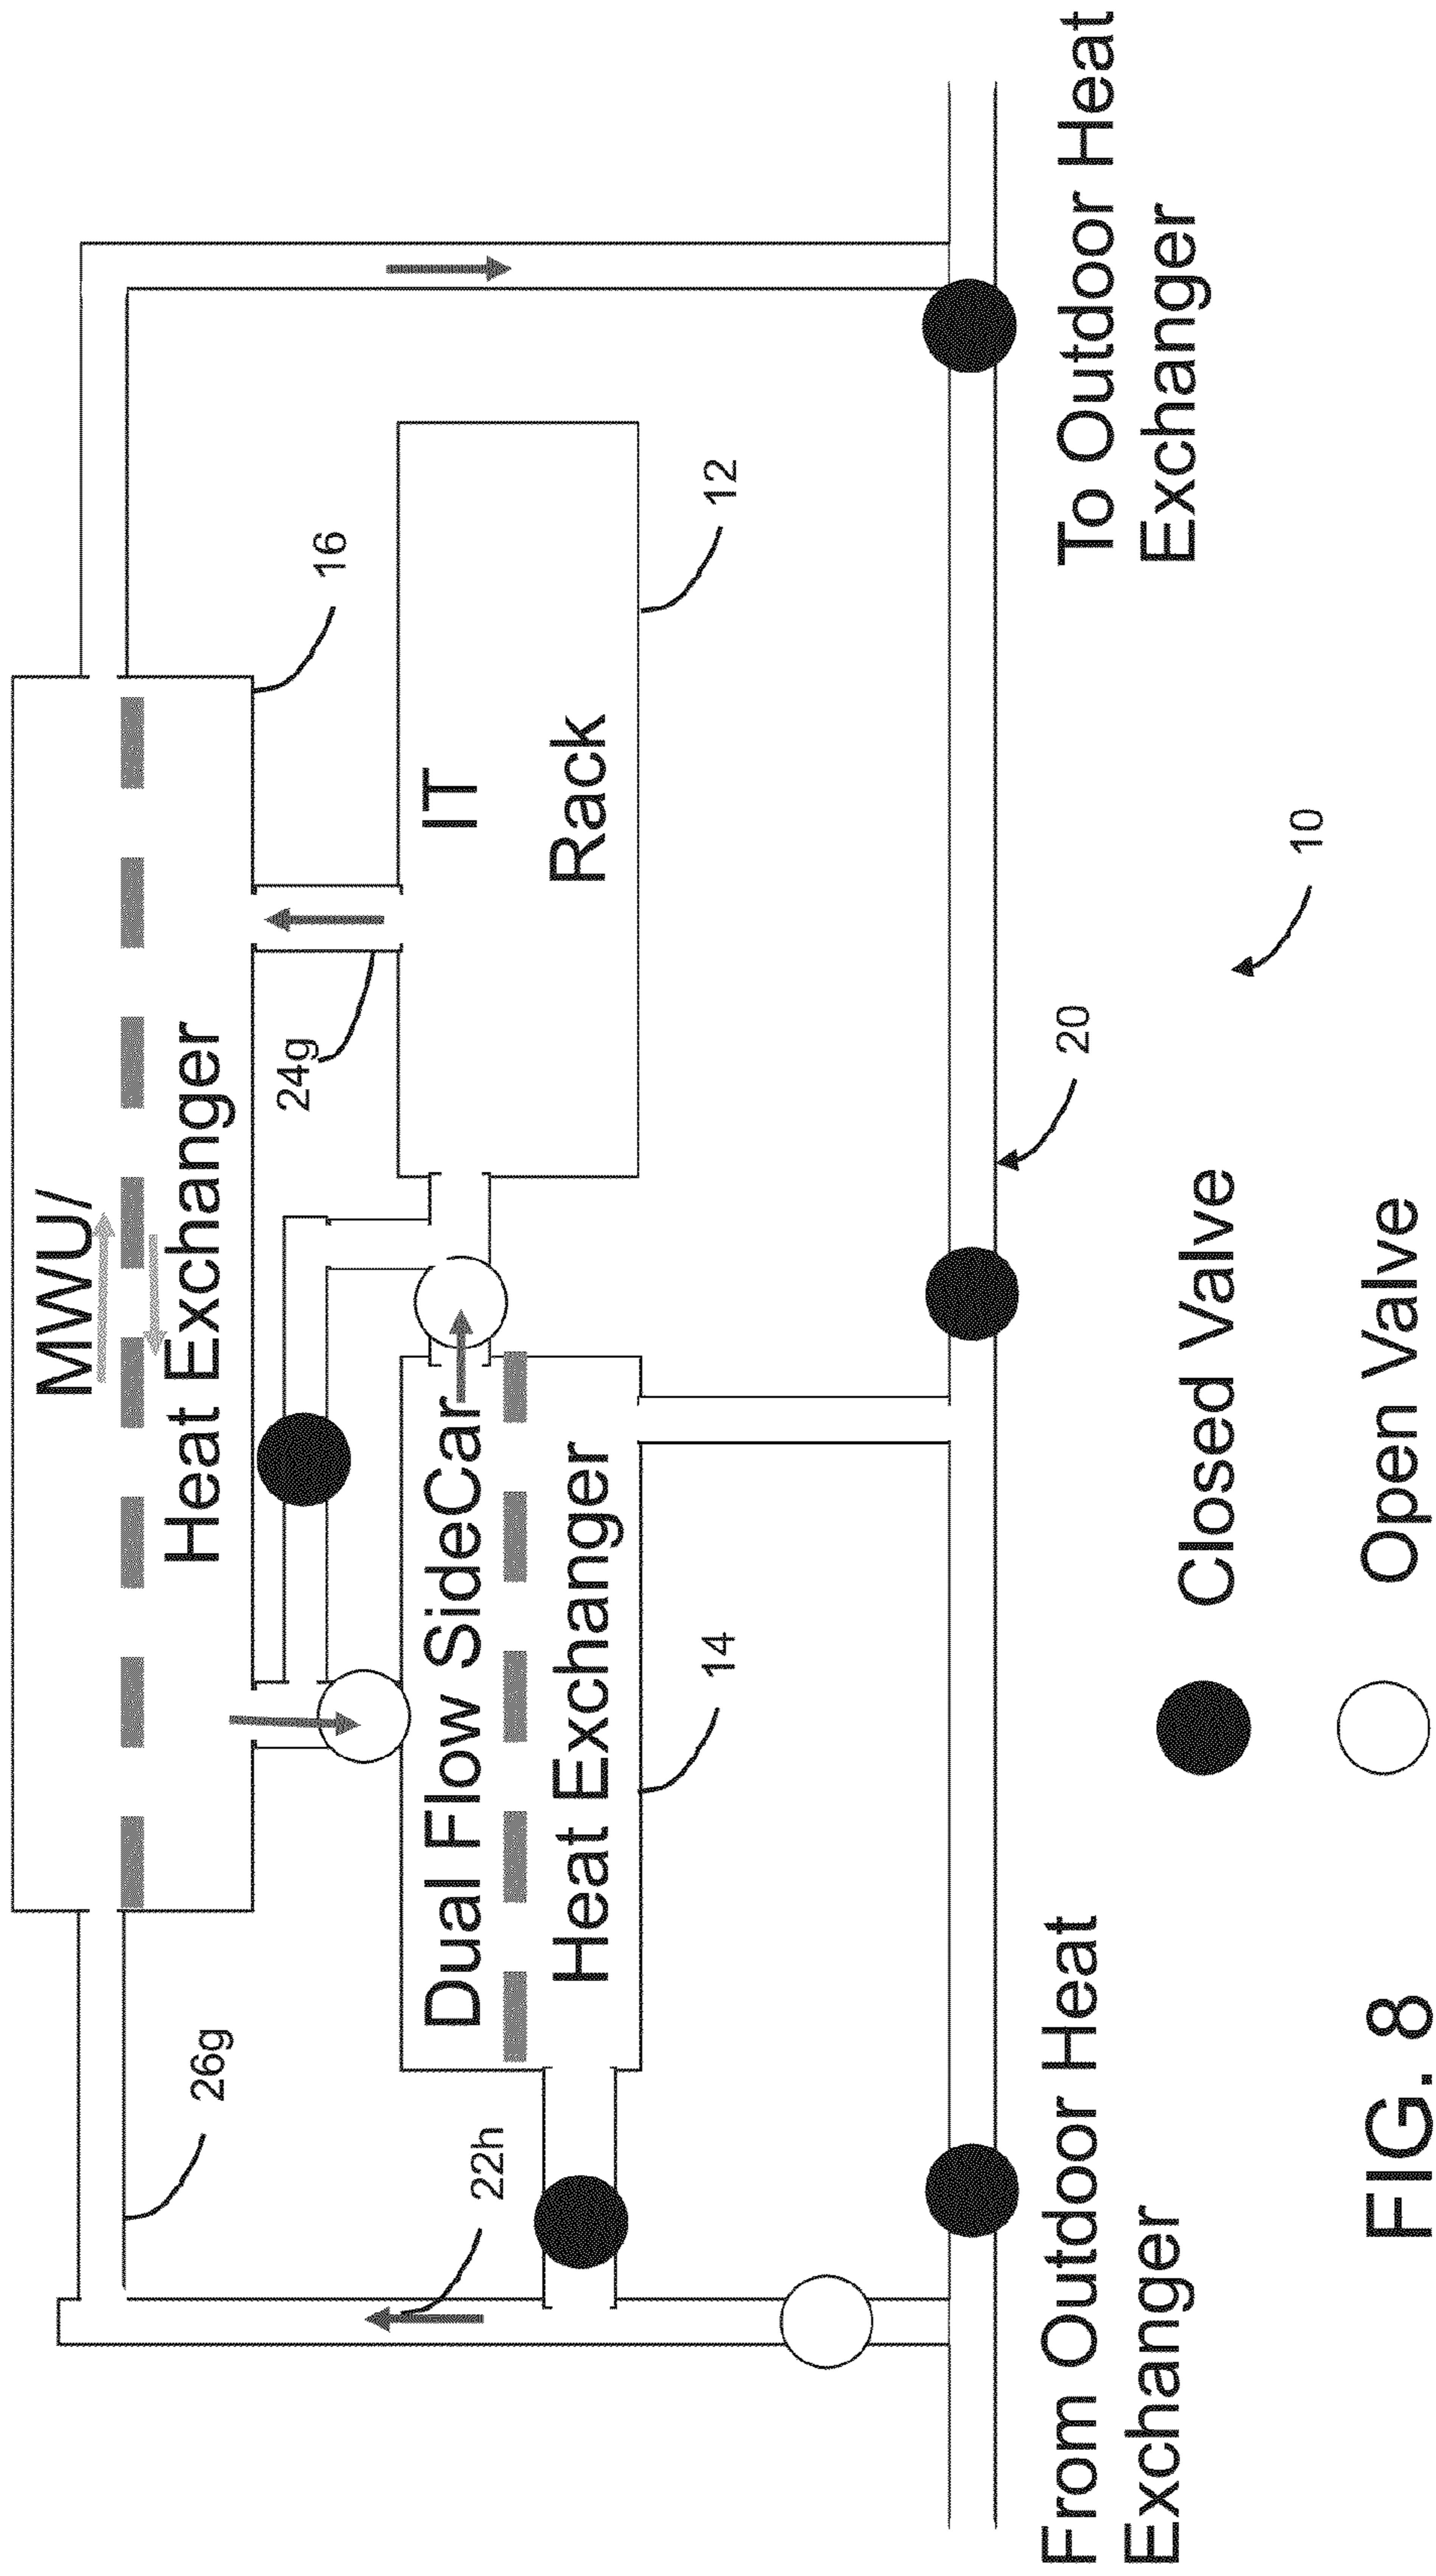 MWU/
Heat Exchanger
16
24g
26g
IT
Rack
12
Dual Flow SideCar
Heat Exchanger
14
22h
20
From Outdoor Heat
Exchanger
To Outdoor Heat
Exchanger
10
Closed Valve
Open Valve
FIG. 8